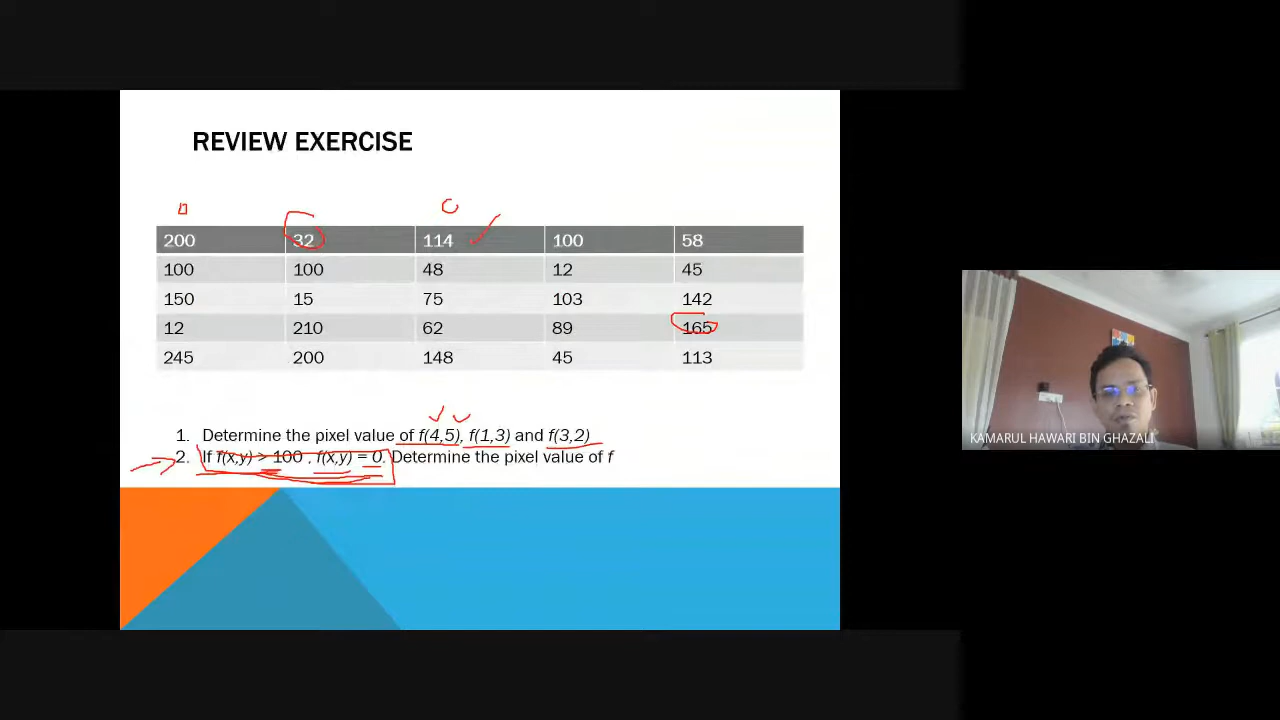 REVIEW EXERCISE
200 32 114 100 58
100 100 48 12 45
150 15 75 103 142
12 210 62 89 165
245 200 148 45 113
1. Determine the pixel value of f(4,5), f(1,3) and f(3,2)
2. If f(x,y) > 100 , f(x,y) = 0. Determine the pixel value of f
KAMARUL HAWARI BIN GHAZALI